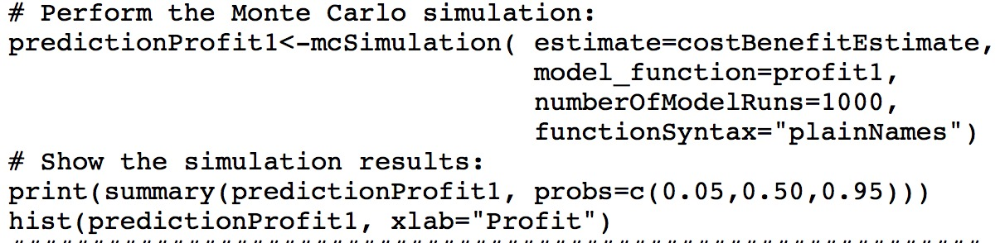 # Perform the Monte Carlo simulation:
predictionProfit1<-mcSimulation( estimate=costBenefitEstimate,
                                 model_function=profit1,
                                 numberOfModelRuns=1000,
                                 functionSyntax="plainNames")
# Show the simulation results:
print(summary(predictionProfit1, probs=c(0.05,0.50,0.95)))
hist(predictionProfit1, xlab="Profit")